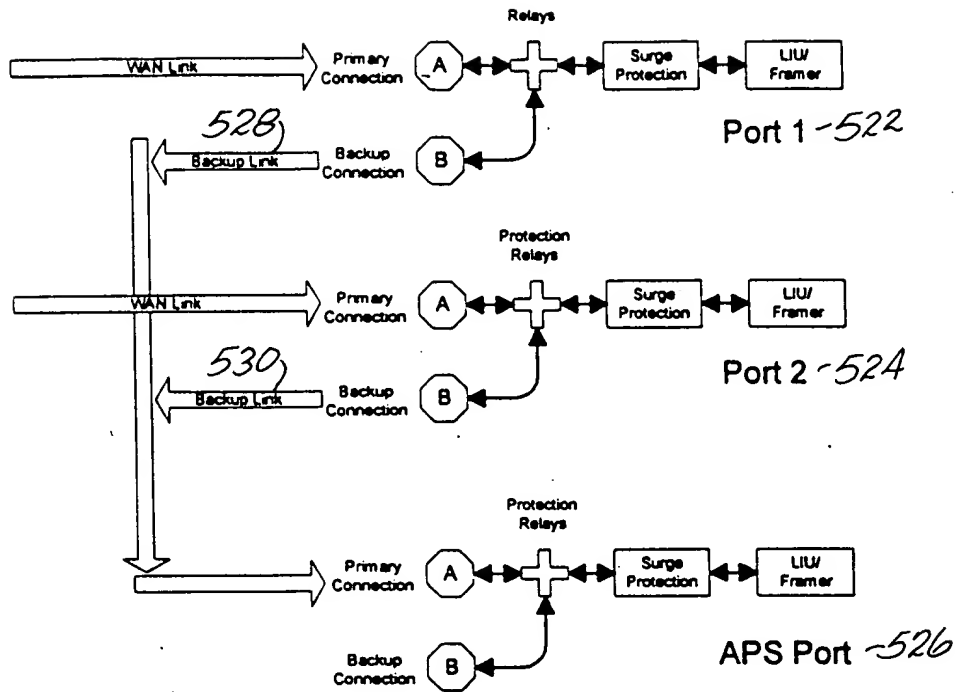 Relays
WAN Link
Primary
Connection
A
Surge
Protection
LIU/
Framer
Port 1 - 522
528
Backup Link
Backup
Connection
B
Protection
Relays
WAN Link
Primary
Connection
A
Surge
Protection
LIU/
Framer
Port 2 - 524
530
Backup Link
Backup
Connection
B
Protection
Relays
Primary
Connection
A
Surge
Protection
LIU/
Framer
APS Port - 526
Backup
Connection
B